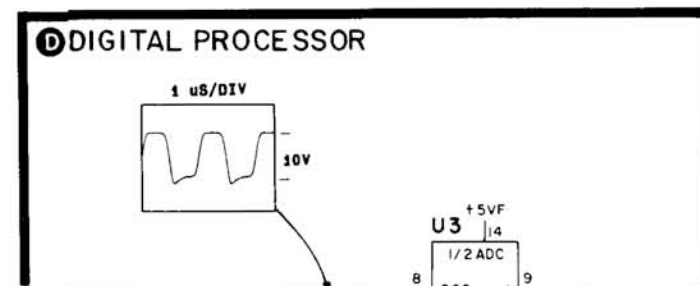 D DIGITAL PROCESSOR
1 uS/DIV
10V
+5VF
U3
14
1/2 ADC
8
9